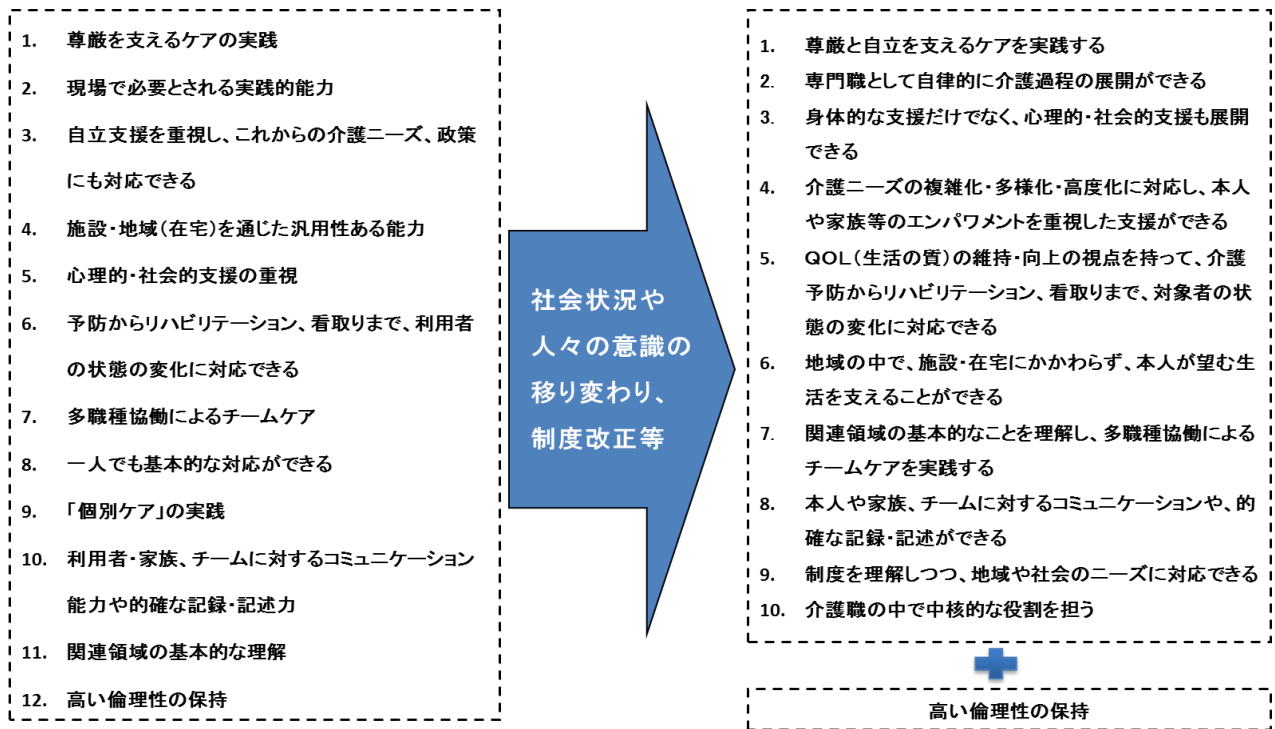 1. 尊厳を支えるケアの実践
2. 現場で必要とされる実践的能力
3. 自立支援を重視し、これからの介護ニーズ、政策
にも対応できる
4. 施設・地域(在宅)を通じた汎用性ある能力
5. 心理的・社会的支援の重視
6. 予防からリハビリテーション、看取りまで、利用者
の状態の変化に対応できる
7. 多職種協働によるチームケア
8. 一人でも基本的な対応ができる
9. 「個別ケア」の実践
10. 利用者・家族、チームに対するコミュニケーション
能力や的確な記録・記述力
11. 関連領域の基本的な理解
12. 高い倫理性の保持
社会状況や
人々の意識の
移り変わり、
制度改正等
1. 尊厳と自立を支えるケアを実践する
2. 専門職として自律的に介護過程の展開ができる
3. 身体的な支援だけでなく、心理的・社会的支援も展開
できる
4. 介護ニーズの複雑化・多様化・高度化に対応し、本人
や家族等のエンパワメントを重視した支援ができる
5. QOL(生活の質)の維持・向上の視点を持って、介護
予防からリハビリテーション、看取りまで、対象者の状
態の変化に対応できる
6. 地域の中で、施設・在宅にかかわらず、本人が望む生
活を支えることができる
7. 関連領域の基本的なことを理解し、多職種協働による
チームケアを実践する
8. 本人や家族、チームに対するコミュニケーションや、的
確な記録・記述ができる
9. 制度を理解しつつ、地域や社会のニーズに対応できる
10. 介護職の中で中核的な役割を担う
高い倫理性の保持